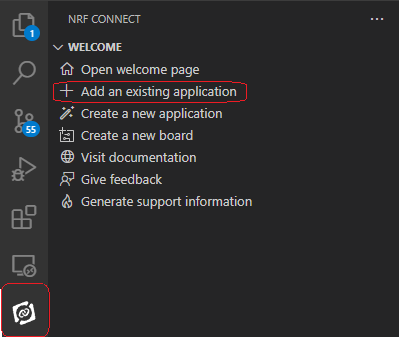 NRF CONNECT
1
WELCOME
Open welcome page
Add an existing application
Create a new application
55
Create a new board
Visit documentation
Give feedback
Generate support information